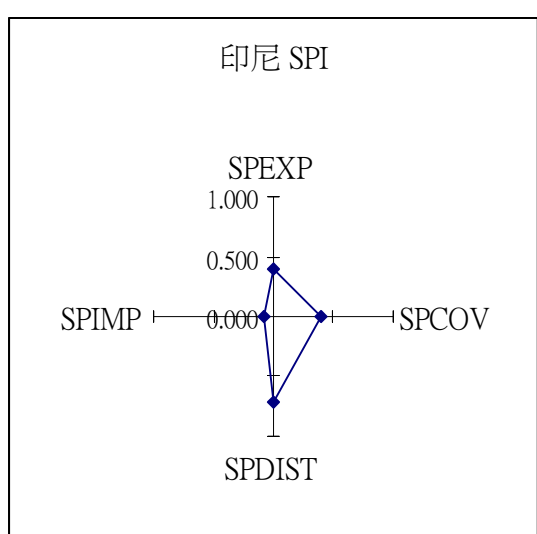 印尼 SPI
SPEXP
1.000
0.500
SPIMP
0.000
SPCOV
SPDIST